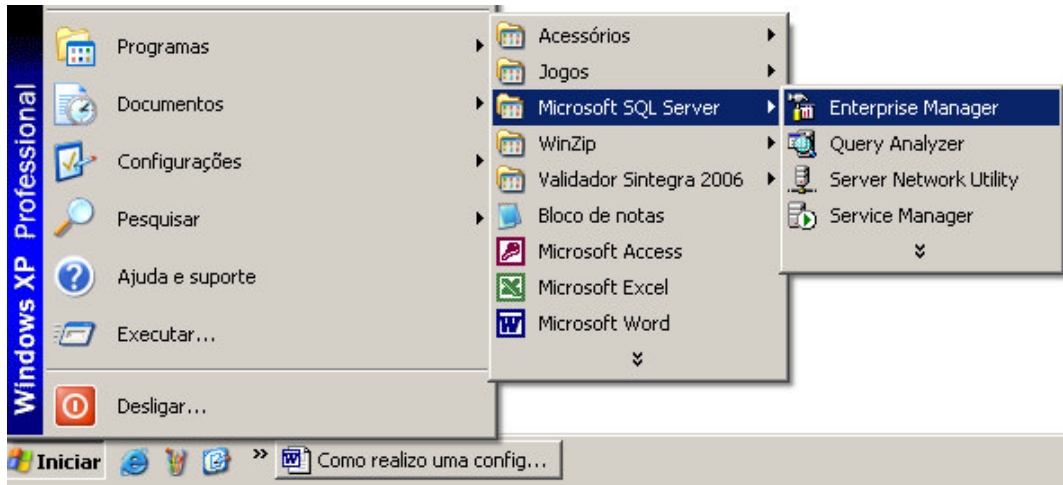 Windows XP Professional
Programas
Documentos
Configurações
Pesquisar
Ajuda e suporte
Executar...
Desligar...
Acessórios
Jogos
Microsoft SQL Server
WinZip
Validador Sintegra 2006
Bloco de notas
Microsoft Access
Microsoft Excel
Microsoft Word
Enterprise Manager
Query Analyzer
Server Network Utility
Service Manager
Iniciar
Como realizo uma config...